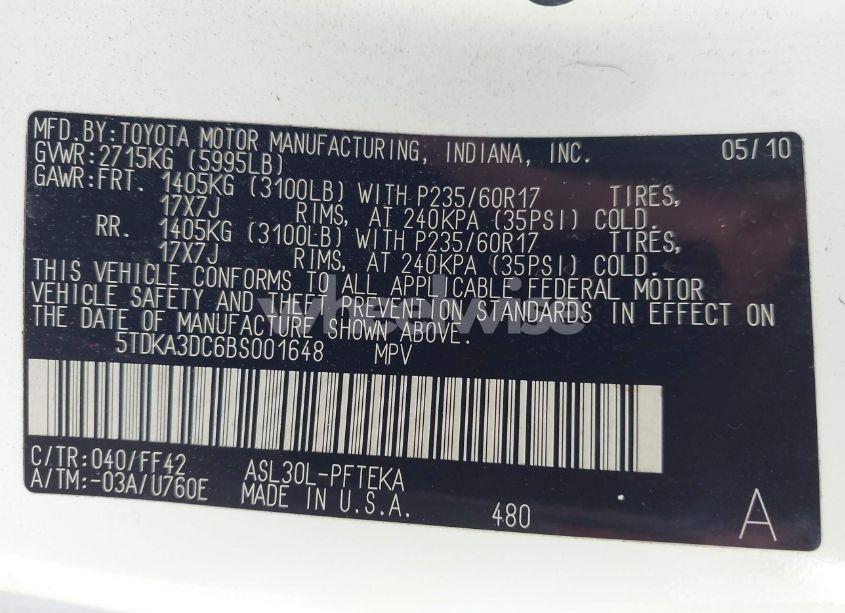 MFD.BY:TOYOTA MOTOR MANUFACTURING, INDIANA, INC. 05/10
GVWR:2715KG (5995LB)
GAWR:FRT. 1405KG (3100LB) WITH P235/60R17 TIRES,
17X7J RIMS, AT 240KPA (35PSI) COLD.
RR. 1405KG (3100LB) WITH P235/60R17 TIRES,
17X7J RIMS, AT 240KPA (35PSI) COLD.
THIS VEHICLE CONFORMS TO ALL APPLICABLE FEDERAL MOTOR
VEHICLE SAFETY AND THEFT PREVENTION STANDARDS IN EFFECT ON
THE DATE OF MANUFACTURE SHOWN ABOVE.
wheelwise
5TDKA3DC6BS001648 MPV
C/TR:040/FF42 ASL30L-PFTEKA
A/TM:-03A/U760E MADE IN U.S.A. 480 A